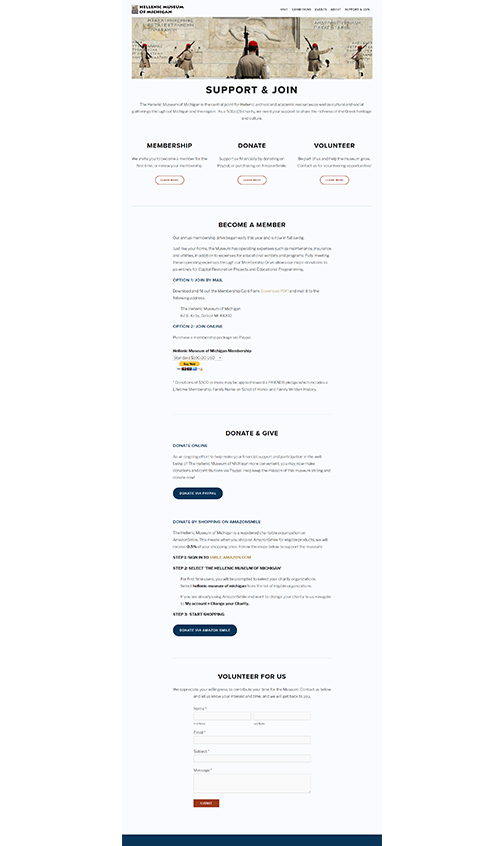 HELLENIC MUSEUM
OF MICHIGAN
VISIT EXHIBITIONS EVENTS ABOUT SUPPORT & JOIN
SUPPORT & JOIN
The Hellenic Museum of Michigan is the central point for Hellenic archival and academic resources as well as cultural and social
gatherings throughout Michigan and the region. As a 501(c)(3) charity, we need your support to share the richness of the Greek heritage
and culture.
MEMBERSHIP
We invite you to become a member for the
first time, or renew your membership.
LEARN MORE
DONATE
Support us financially by donating on
Paypal, or purchasing on AmazonSmile.
LEARN MORE
VOLUNTEER
Be part of us and help the museum grow.
Contact us for volunteering opportunities!
LEARN MORE
BECOME A MEMBER
Our annual membership drive began early this year and is now in full swing.
Just like your home, the Museum has operating expenses such as maintenance, insurance
and utilities, in addition to expenses for educational exhibits and programs. Fully meeting
these operating expenses through our Membership Drive allows our major donations to
go entirely for Capital Restoration Projects and Educational Programming.
OPTION 1: JOIN BY MAIL
Download and fill out the Membership Card Form (Download PDF) and mail it to the
following address:
The Hellenic Museum of Michigan
67 E. Kirby, Detroit MI 48202
OPTION 2: JOIN ONLINE
Purchase a membership package via Paypal.
Hellenic Museum of Michigan Membership
Standard $100.00 USD
Buy Now
* Donations of $500 or more may be applied toward a FRIENDS pledge which includes a
Lifetime Membership, Family Name on Scroll of Honor and Family Written History.
DONATE & GIVE
DONATE ONLINE
As an ongoing effort to help make your financial support and participation in the well
being of The Hellenic Museum of Michigan more convenient, you may now make
donations and contributions via Paypal. Help keep the mission of the museum strong and
donate now!
DONATE VIA PAYPAL
DONATE BY SHOPPING ON AMAZONSMILE
The Hellenic Museum of Michigan is a registered charitable organization on
AmazonSmile. This means when you shop on AmazonSmile for eligible products, we will
receive 0.5% of your shopping price. Follow the steps below to support the museum:
STEP 1: SIGN IN TO SMILE.AMAZON.COM
STEP 2: SELECT 'THE HELLENIC MUSEUM OF MICHIGAN'
For first time users, you will be prompted to select your charity organizations.
Select hellenic museum of michigan from the list of eligible organizations.
If you are already using AmazonSmile and want to change your charity to us, navigate
to My account > Change your Charity.
STEP 3: START SHOPPING
DONATE VIA AMAZON SMILE
VOLUNTEER FOR US
We appreciate your willingness to contribute your time for the Museum. Contact us below
and let us know your interest and time, and we will get back to you.
Name *
First Name Last Name
Email *
Subject *
Message *
SUBMIT